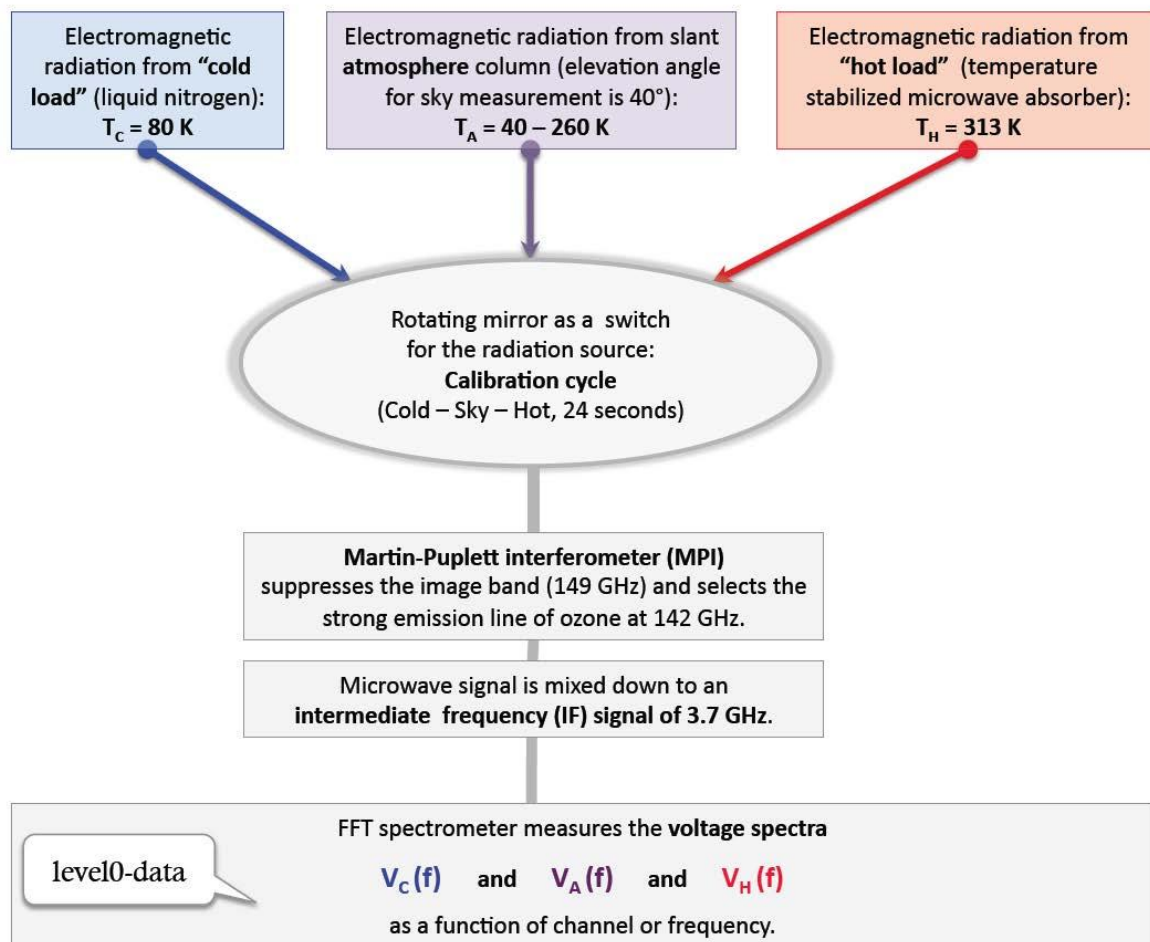 Electromagnetic
radiation from “cold
load” (liquid nitrogen):
T_C = 80 K
Electromagnetic radiation from slant
atmosphere column (elevation angle
for sky measurement is 40°):
T_A = 40 – 260 K
Electromagnetic radiation from
“hot load” (temperature
stabilized microwave absorber):
T_H = 313 K
Rotating mirror as a switch
for the radiation source:
Calibration cycle
(Cold – Sky – Hot, 24 seconds)
Martin-Puplett interferometer (MPI)
suppresses the image band (149 GHz) and selects the
strong emission line of ozone at 142 GHz.
Microwave signal is mixed down to an
intermediate frequency (IF) signal of 3.7 GHz.
FFT spectrometer measures the voltage spectra
level0-data
V_C (f) and V_A (f) and V_H (f)
as a function of channel or frequency.